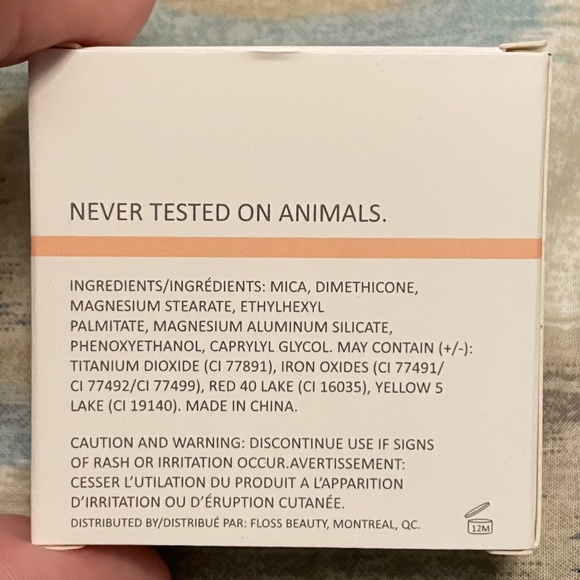 NEVER TESTED ON ANIMALS.
INGREDIENTS/INGRÉDIENTS: MICA, DIMETHICONE,
MAGNESIUM STEARATE, ETHYLHEXYL
PALMITATE, MAGNESIUM ALUMINUM SILICATE,
PHENOXYETHANOL, CAPRYLYL GLYCOL. MAY CONTAIN (+/-):
TITANIUM DIOXIDE (CI 77891), IRON OXIDES (CI 77491/
CI 77492/CI 77499), RED 40 LAKE (CI 16035), YELLOW 5
LAKE (CI 19140). MADE IN CHINA.
CAUTION AND WARNING: DISCONTINUE USE IF SIGNS
OF RASH OR IRRITATION OCCUR.AVERTISSEMENT:
CESSER L'UTILATION DU PRODUIT A L'APPARITION
D'IRRITATION OU D'ÉRUPTION CUTANÉE.
DISTRIBUTED BY/DISTRIBUÉ PAR: FLOSS BEAUTY, MONTREAL, QC.
12M